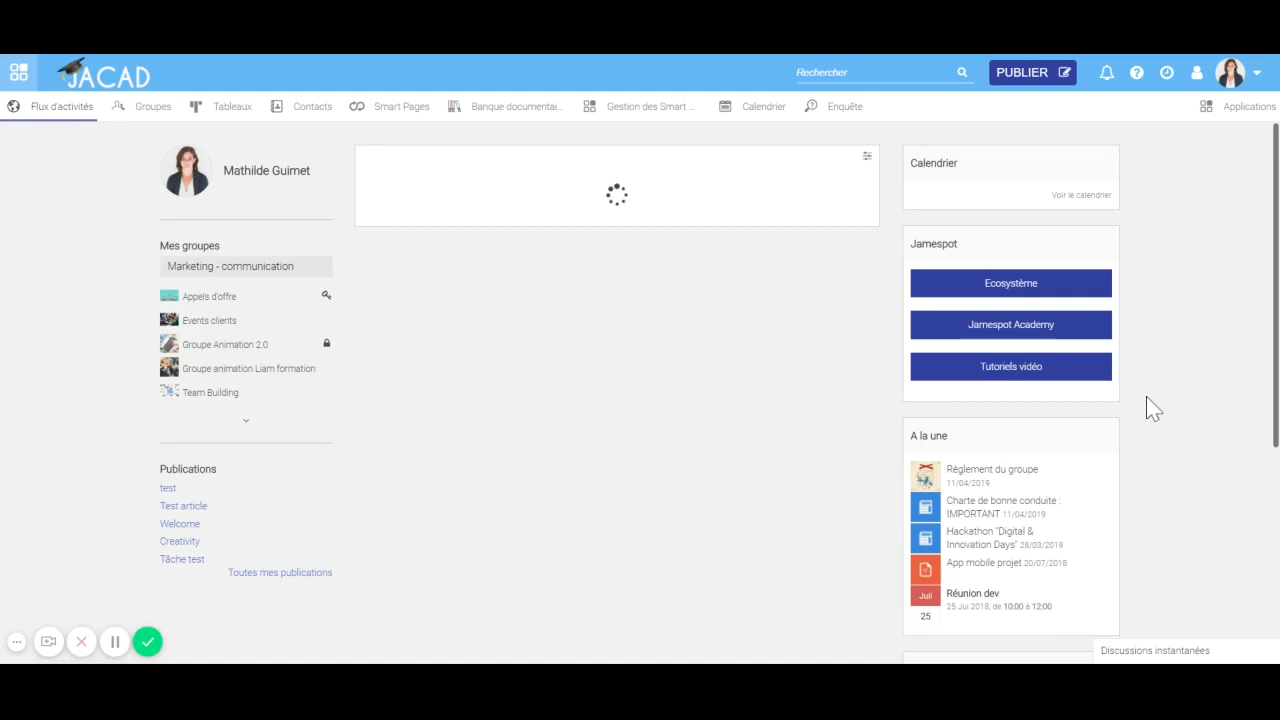 JACAD
Rechercher
PUBLIER
Flux d'activités
Groupes
Tableaux
Contacts
Smart Pages
Banque documentai...
Gestion des Smart ...
Calendrier
Enquête
Applications
Mathilde Guimet
Mes groupes
Marketing - communication
Appels d'offre
Events clients
Groupe Animation 2.0
Groupe animation Liam formation
Team Building
Publications
test
Test article
Welcome
Creativity
Tâche test
Toutes mes publications
Calendrier
Voir le calendrier
Jamespot
Ecosystème
Jamespot Academy
Tutoriels vidéo
A la une
Règlement du groupe
11/04/2019
Charte de bonne conduite :
IMPORTANT 11/04/2019
Hackathon "Digital &
Innovation Days" 28/03/2019
App mobile projet 20/07/2018
Juil
25
Réunion dev
25 Jui 2018, de 10:00 à 12:00
Discussions instantanées